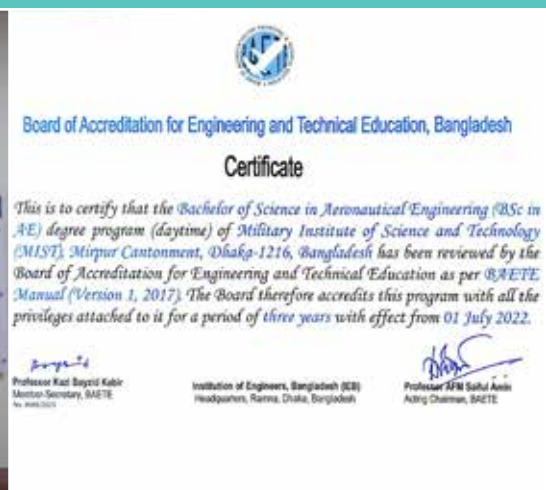 Board of Accreditation for Engineering and Technical Education, Bangladesh
Certificate
This is to certify that the Bachelor of Science in Aeronautical Engineering (BSc in
AE) degree program (daytime) of Military Institute of Science and Technology
(MIST), Mirpur Cantonment, Dhaka-1216, Bangladesh has been reviewed by the
Board of Accreditation for Engineering and Technical Education as per BAETE
Manual (Version 1, 2017). The Board therefore accredits this program with all the
privileges attached to it for a period of three years with effect from 01 July 2022.
Professor Kazi Bayzid Kabir
Member-Secretary, BAETE
Institution of Engineers, Bangladesh (IEB)
Headquarters, Ramna, Dhaka, Bangladesh
Professor AFM Saiful Amin
Acting Chairman, BAETE